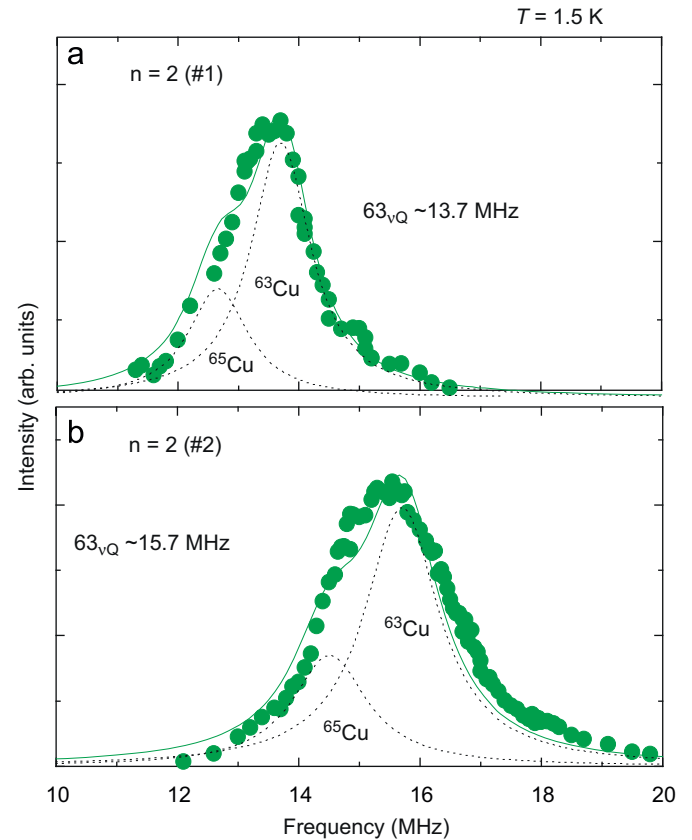 T = 1.5 K
a
n = 2 (#1)
63νQ ~13.7 MHz
⁶³Cu
⁶⁵Cu
Intensity (arb. units)
b
n = 2 (#2)
63νQ ~15.7 MHz
⁶³Cu
⁶⁵Cu
10 12 14 16 18 20
Frequency (MHz)